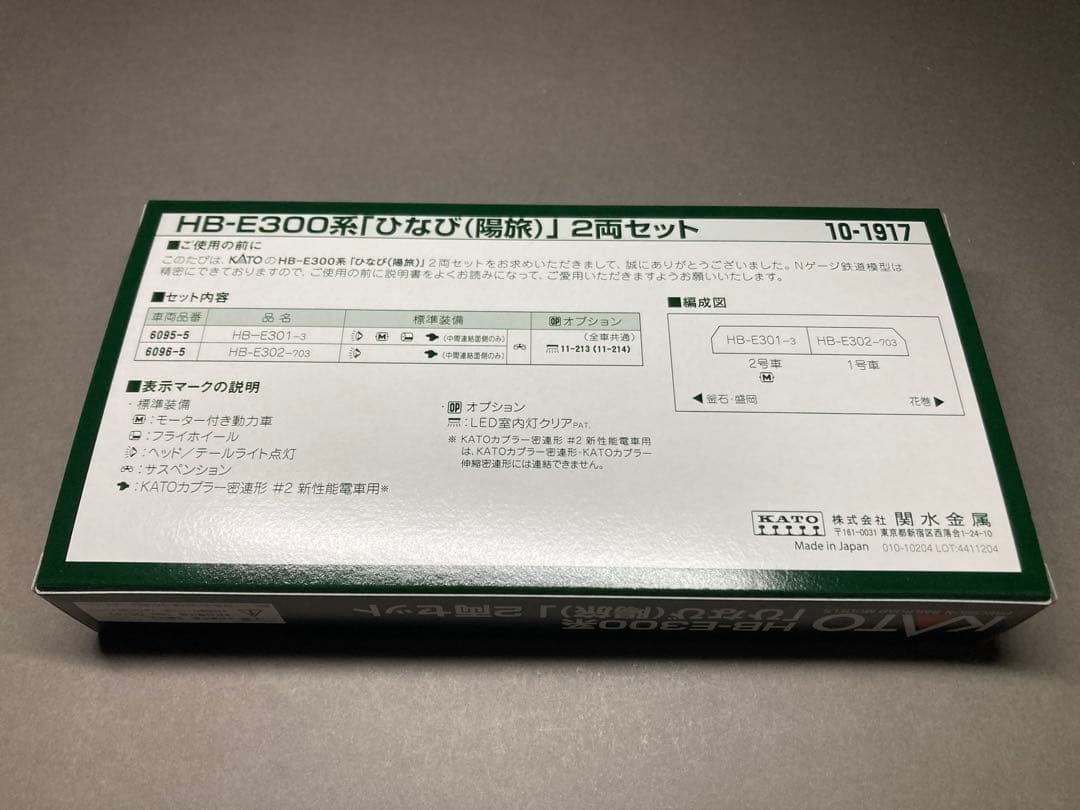 HB-E300系「ひなび(陽旅)」2両セット 10-1917
■ご使用の前に
このたびは、KATOのHB-E300系「ひなび(陽旅)」2両セットをお求めいただきまして、誠にありがとうございました。Nゲージ鉄道模型は
精密にできておりますので、ご使用の前に説明書をよくお読みになって、ご愛用いただきますようお願いいたします。
■セット内容
車両品番 品名 標準装備 OPオプション
6095-5 HB-E301-3 M (中間連結面側のみ) (全車共通)
6096-5 HB-E302-703 (中間連結面側のみ) 11-213 (11-214)
■編成図
HB-E301-3 HB-E302-703
2号車 1号車
M
◀釜石・盛岡 花巻▶
■表示マークの説明
・標準装備
M:モーター付き動力車
:フライホイール
:ヘッド/テールライト点灯
:サスペンション
:KATOカプラー密連形 #2 新性能電車用※
・OP オプション
:LED室内灯クリアPAT.
※ KATOカプラー密連形 #2 新性能電車用
は、KATOカプラー密連形・KATOカプラー
伸縮密連形には連結できません。
KATO 株式会社 関水金属
〒161-0031 東京都新宿区西落合1-24-10
Made in Japan 010-10204 LOT:4411204
KATO HB-E300系「ひなび(陽旅)」2両セット